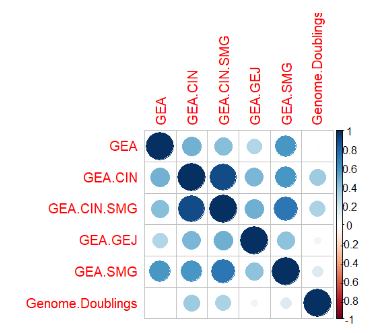 GEA
GEA.CIN
GEA.CIN.SMG
GEA.GEJ
GEA.SMG
Genome.Doublings
GEA
GEA.CIN
GEA.CIN.SMG
GEA.GEJ
GEA.SMG
Genome.Doublings
1
0.8
0.6
0.4
0.2
0
-0.2
-0.4
-0.6
-0.8
-1